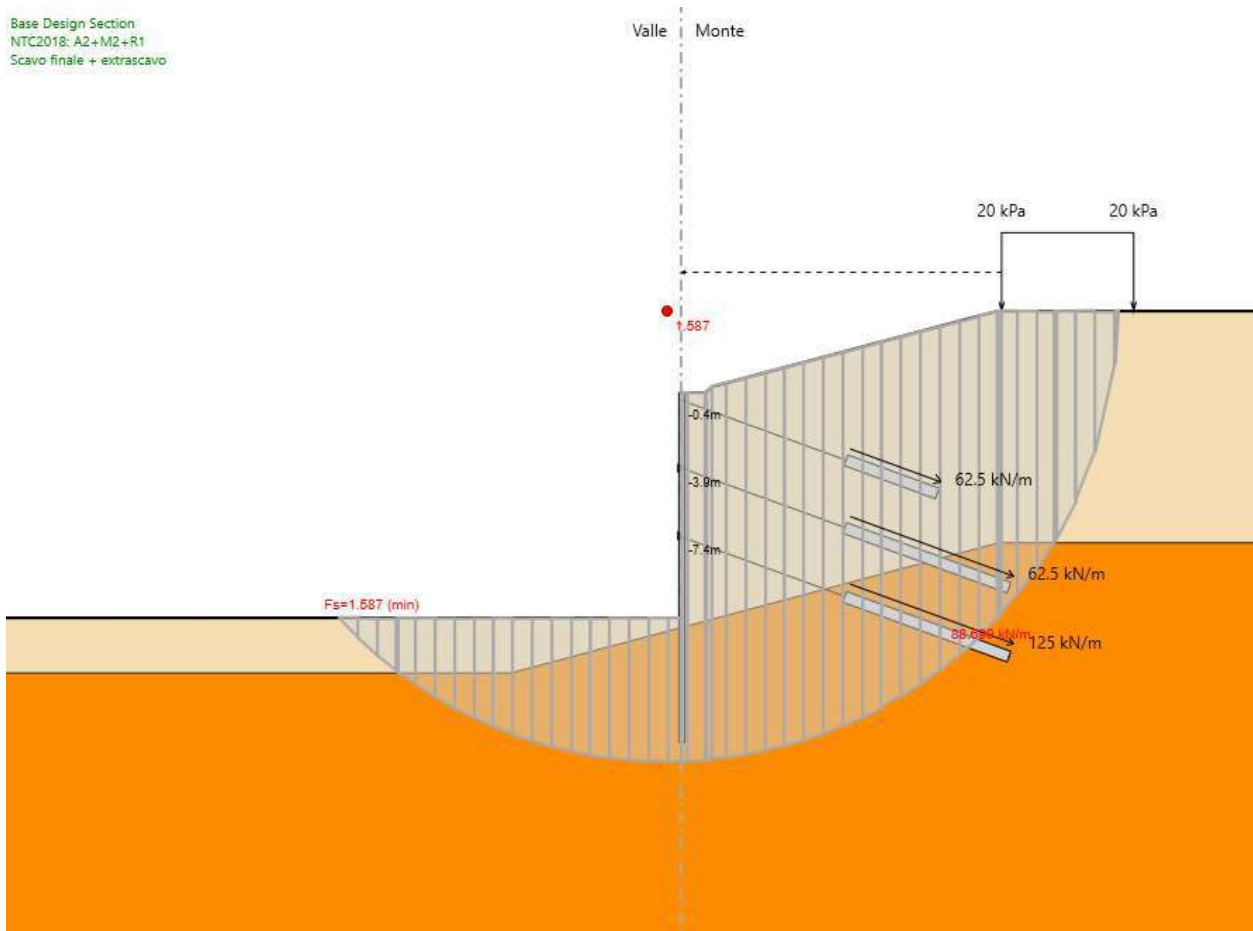 Base Design Section
NTC2018: A2+M2+R1
Scavo finale + extrascavo
Valle
Monte
20 kPa
20 kPa
1.587
-0.4m
62.5 kN/m
-3.9m
-7.4m
62.5 kN/m
Fs=1.587 (min)
125 kN/m